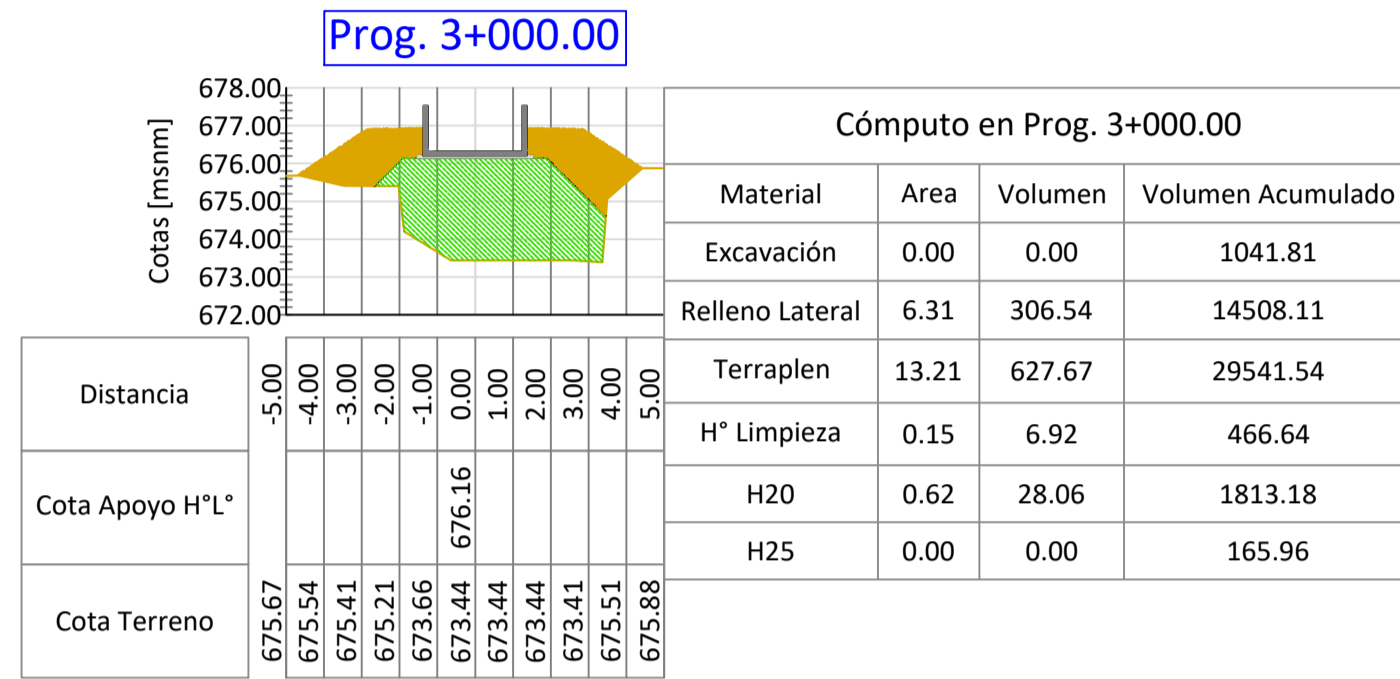 Prog. 3+000.00
678.00
677.00
676.00
675.00
674.00
673.00
672.00
Cotas [msnm]
Distancia -5.00 -4.00 -3.00 -2.00 -1.00 0.00 1.00 2.00 3.00 4.00 5.00
Cota Apoyo H°L° 676.16
Cota Terreno 675.67 675.54 675.41 675.21 673.66 673.44 673.44 673.44 673.41 675.51 675.88
Cómputo en Prog. 3+000.00
Material Area Volumen Volumen Acumulado
Excavación 0.00 0.00 1041.81
Relleno Lateral 6.31 306.54 14508.11
Terraplen 13.21 627.67 29541.54
H° Limpieza 0.15 6.92 466.64
H20 0.62 28.06 1813.18
H25 0.00 0.00 165.96